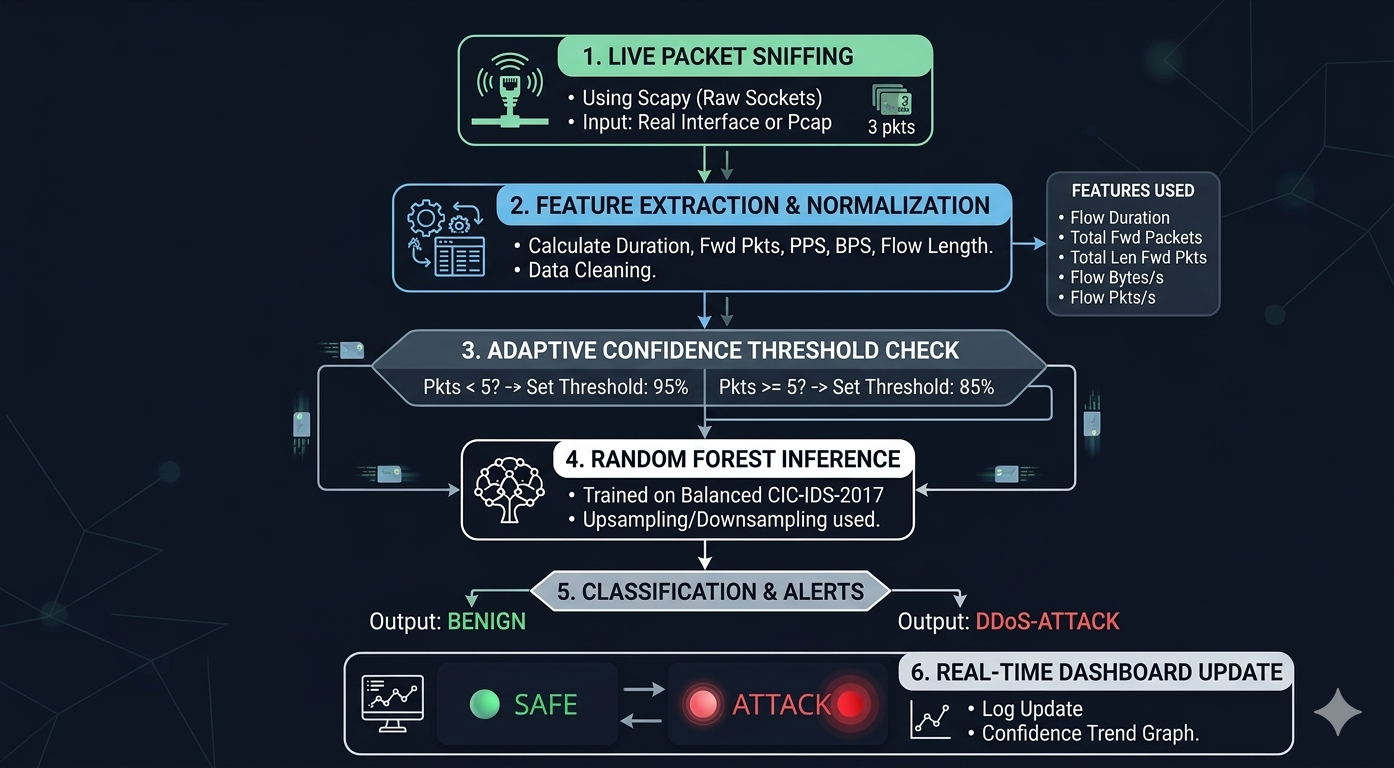 1. LIVE PACKET SNIFFING
• Using Scapy (Raw Sockets)
• Input: Real Interface or Pcap
3
3 pkts
2. FEATURE EXTRACTION & NORMALIZATION
• Calculate Duration, Fwd Pkts, PPS, BPS, Flow Length.
• Data Cleaning.
FEATURES USED
• Flow Duration
• Total Fwd Packets
• Total Len Fwd Pkts
• Flow Bytes/s
• Flow Pkts/s
3. ADAPTIVE CONFIDENCE THRESHOLD CHECK
Pkts < 5? -> Set Threshold: 95%
Pkts >= 5? -> Set Threshold: 85%
4. RANDOM FOREST INFERENCE
• Trained on Balanced CIC-IDS-2017
• Upsampling/Downsampling used.
5. CLASSIFICATION & ALERTS
Output: BENIGN
Output: DDoS-ATTACK
SAFE
ATTACK
6. REAL-TIME DASHBOARD UPDATE
• Log Update
• Confidence Trend Graph.